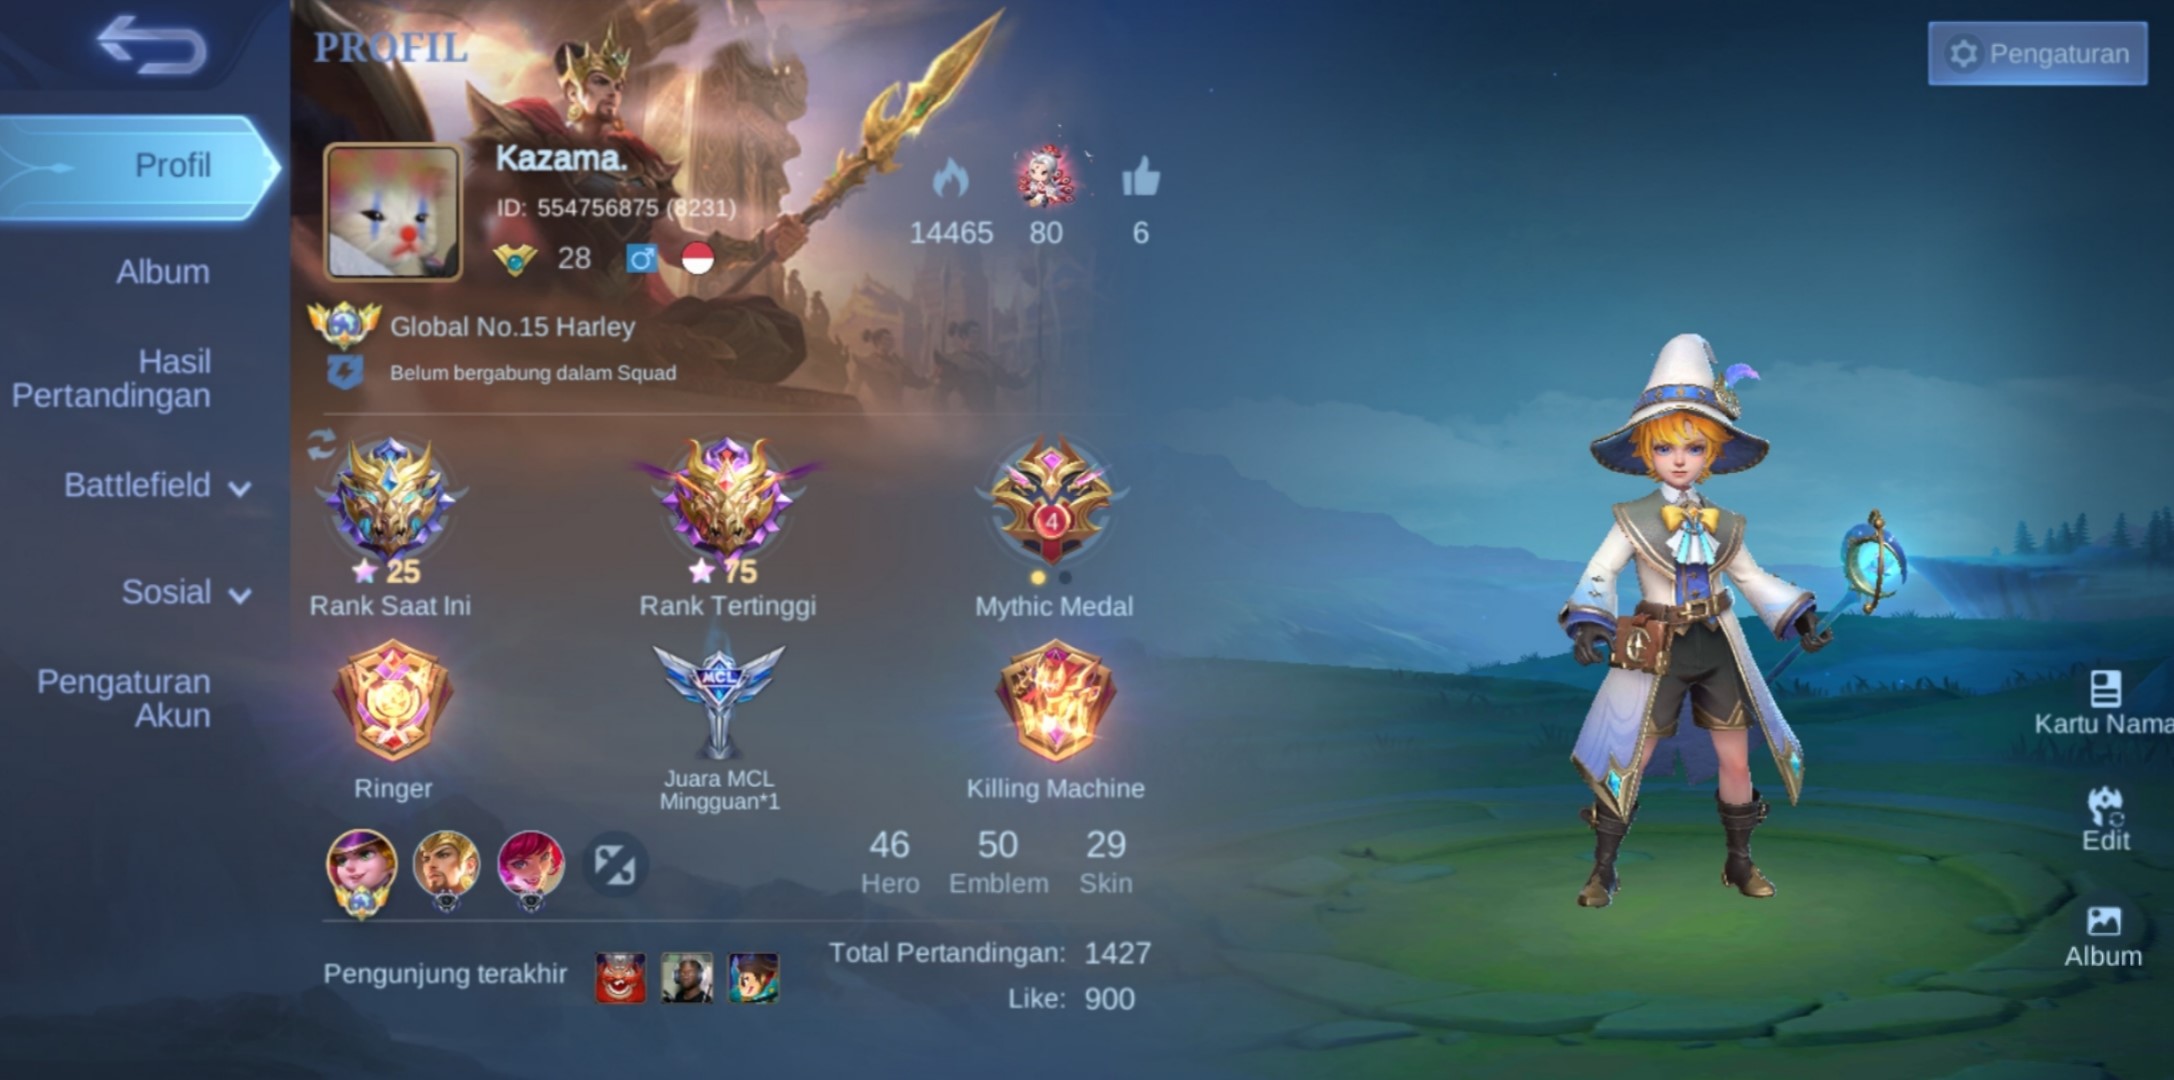 PROFIL
Pengaturan
Profil
Album
Hasil
Pertandingan
Battlefield
Sosial
Pengaturan
Akun
Kazama.
ID: 554756875 (8231)
28
14465
80
6
Global No.15 Harley
Belum bergabung dalam Squad
25
Rank Saat Ini
75
Rank Tertinggi
4
Mythic Medal
Ringer
MCL
Juara MCL
Mingguan*1
Killing Machine
46
Hero
50
Emblem
29
Skin
Pengunjung terakhir
Total Pertandingan: 1427
Like: 900
Kartu Nama
Edit
Album